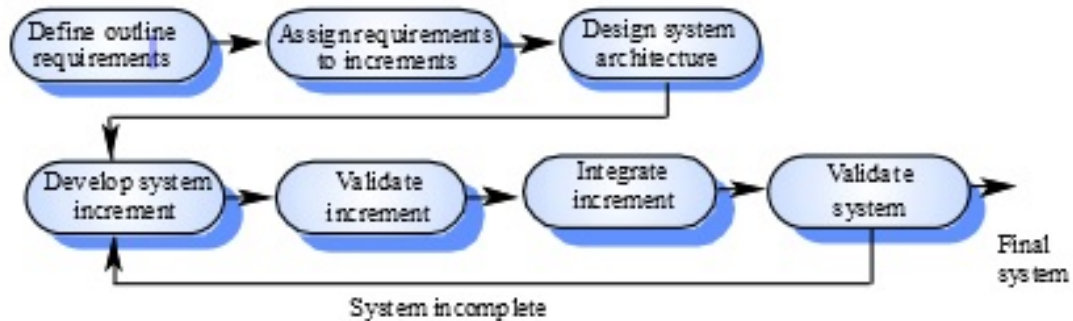 Define outline
requirements
Assign requirements
to increments
Design system
architecture
Develop system
increment
Validate
increment
Integrate
increment
Validate
system
Final
system
System incomplete